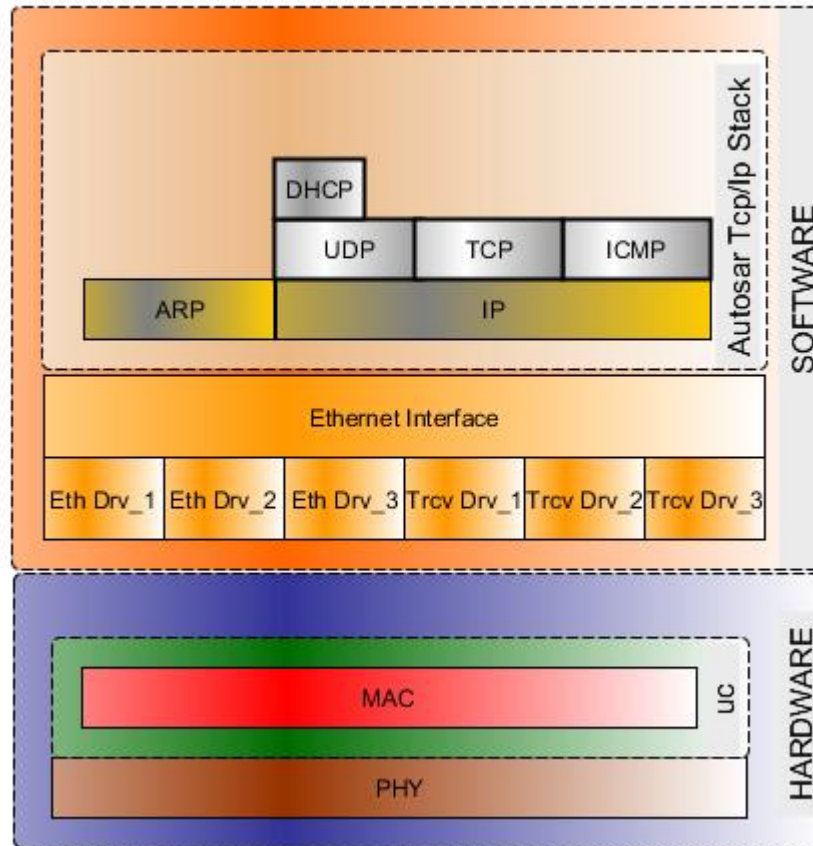 DHCP
UDP
TCP
ICMP
ARP
IP
Autosar Tcp/Ip Stack
SOFTWARE
Ethernet Interface
Eth Drv_1
Eth Drv_2
Eth Drv_3
Trcv Drv_1
Trcv Drv_2
Trcv Drv_3
MAC
uc
PHY
HARDWARE